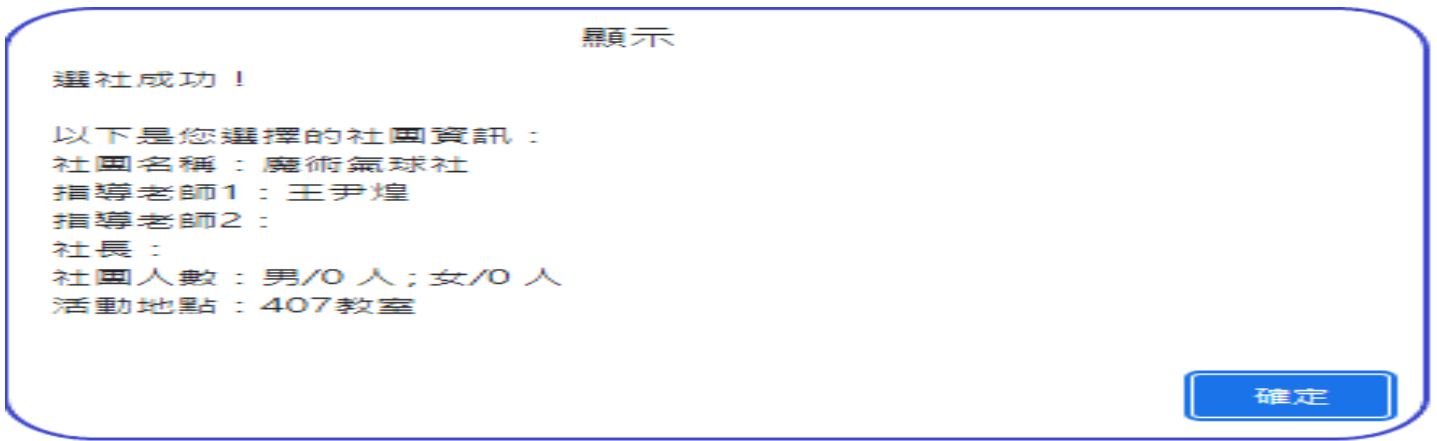 顯示
選社成功！
以下是您選擇的社團資訊：
社團名稱：魔術氣球社
指導老師1：王尹煌
指導老師2：
社長：
社團人數：男/0 人；女/0 人
活動地點：407教室
確定